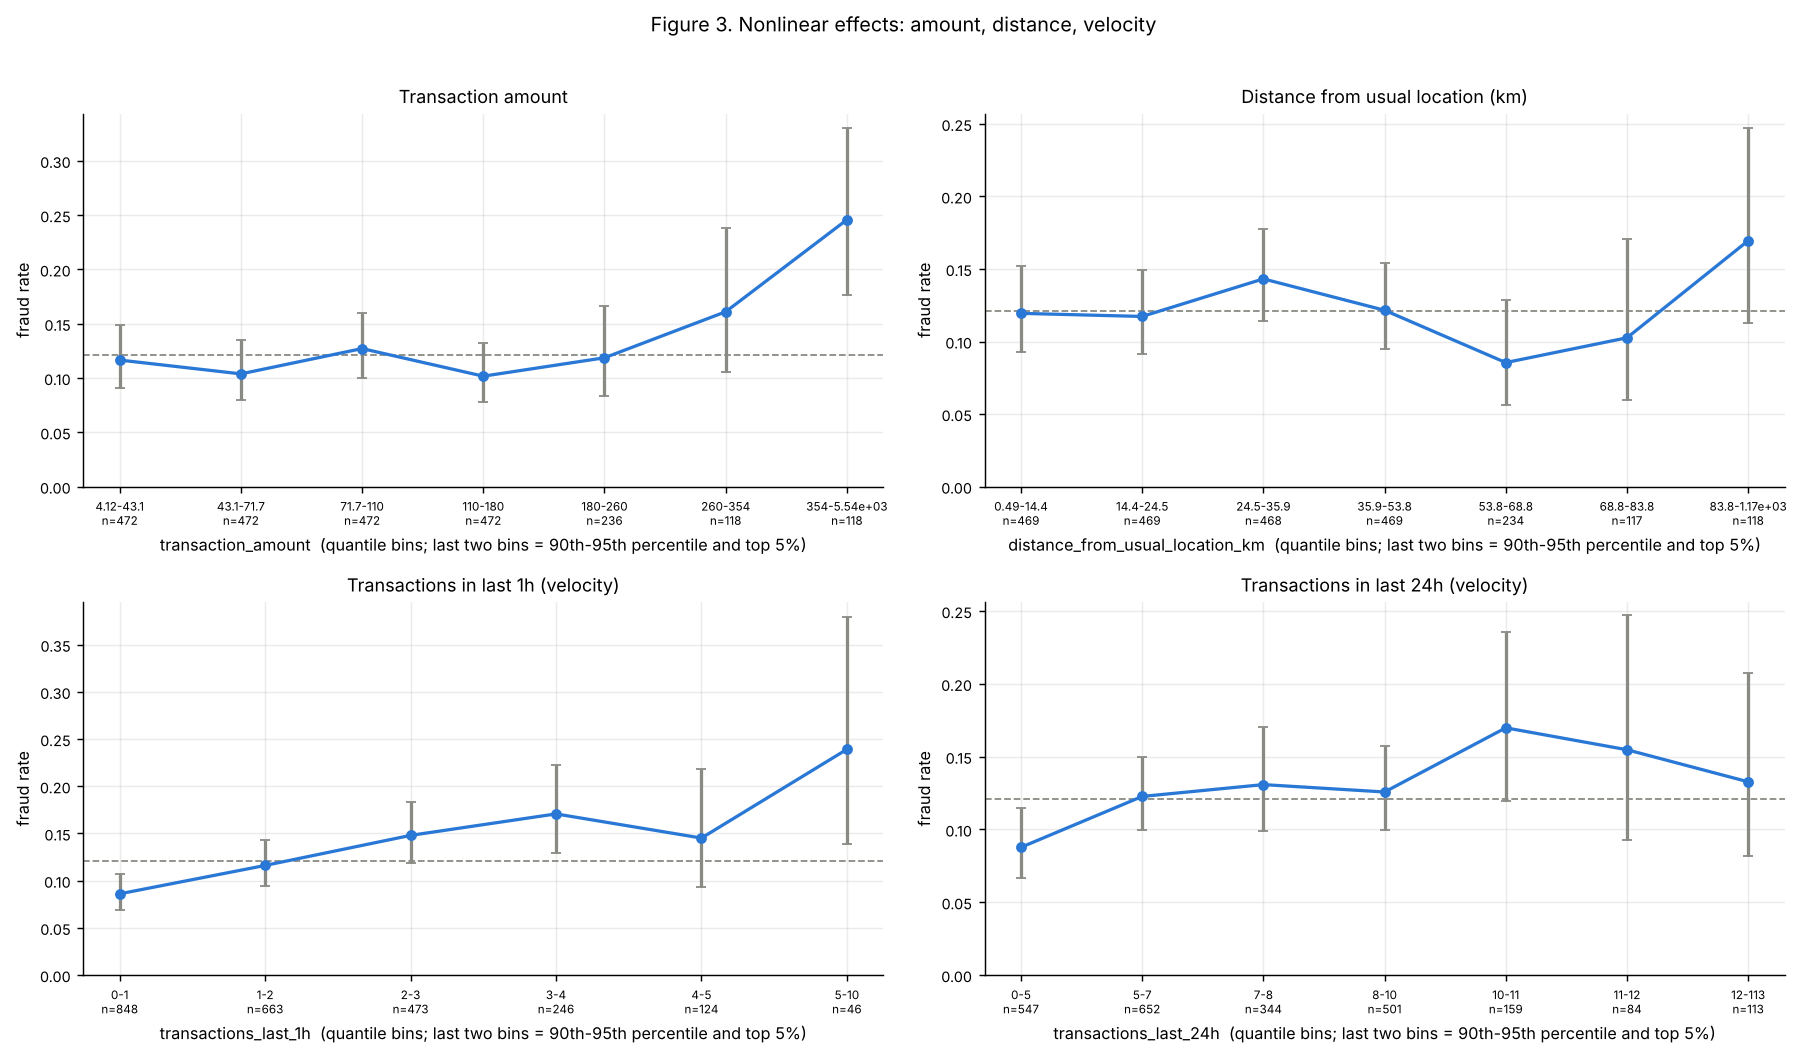 Figure 3. Nonlinear effects: amount, distance, velocity
Transaction amount
fraud rate
0.30
0.25
0.20
0.15
0.10
0.05
0.00
4.12-43.1 43.1-71.7 71.7-110 110-180 180-260 260-354 354-5.54e+03
n=472 n=472 n=472 n=472 n=236 n=118 n=118
transaction_amount (quantile bins; last two bins = 90th-95th percentile and top 5%)
Distance from usual location (km)
fraud rate
0.25
0.20
0.15
0.10
0.05
0.00
0.49-14.4 14.4-24.5 24.5-35.9 35.9-53.8 53.8-68.8 68.8-83.8 83.8-1.17e+03
n=469 n=469 n=468 n=469 n=234 n=117 n=118
distance_from_usual_location_km (quantile bins; last two bins = 90th-95th percentile and top 5%)
Transactions in last 1h (velocity)
fraud rate
0.35
0.30
0.25
0.20
0.15
0.10
0.05
0.00
0-1 1-2 2-3 3-4 4-5 5-10
n=848 n=663 n=473 n=246 n=124 n=46
transactions_last_1h (quantile bins; last two bins = 90th-95th percentile and top 5%)
Transactions in last 24h (velocity)
fraud rate
0.25
0.20
0.15
0.10
0.05
0.00
0-5 5-7 7-8 8-10 10-11 11-12 12-113
n=547 n=652 n=344 n=501 n=159 n=84 n=113
transactions_last_24h (quantile bins; last two bins = 90th-95th percentile and top 5%)